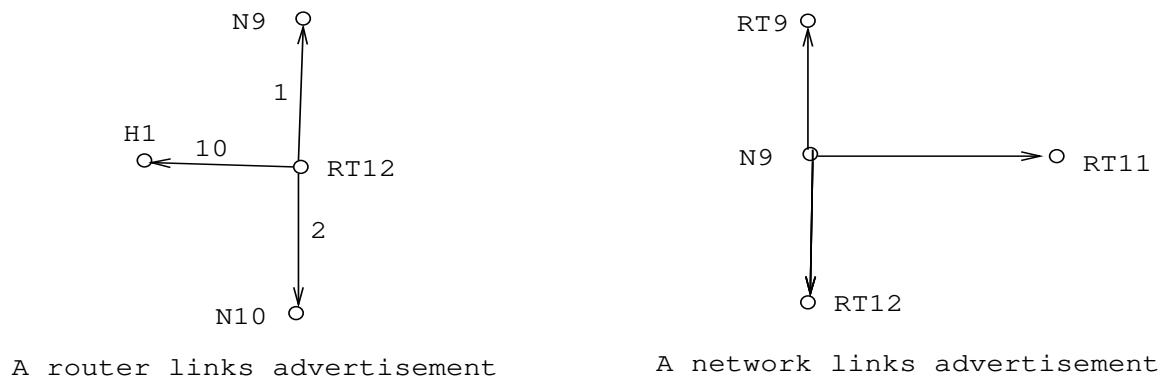 N9
1
H1
10
RT12
2
N10
A router links advertisement
RT9
N9
RT11
RT12
A network links advertisement